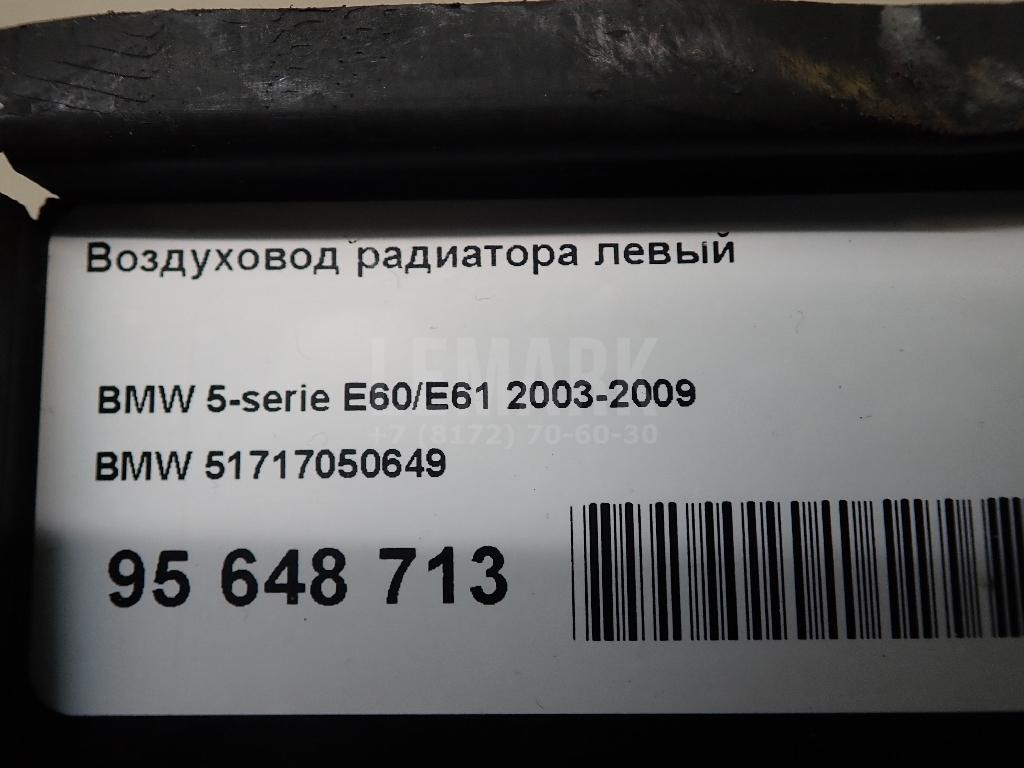 Воздуховод радиатора левый
LEMARK
BMW 5-serie E60/E61 2003-2009
+7 (8172) 70-60-30
BMW 51717050649
95 648 713